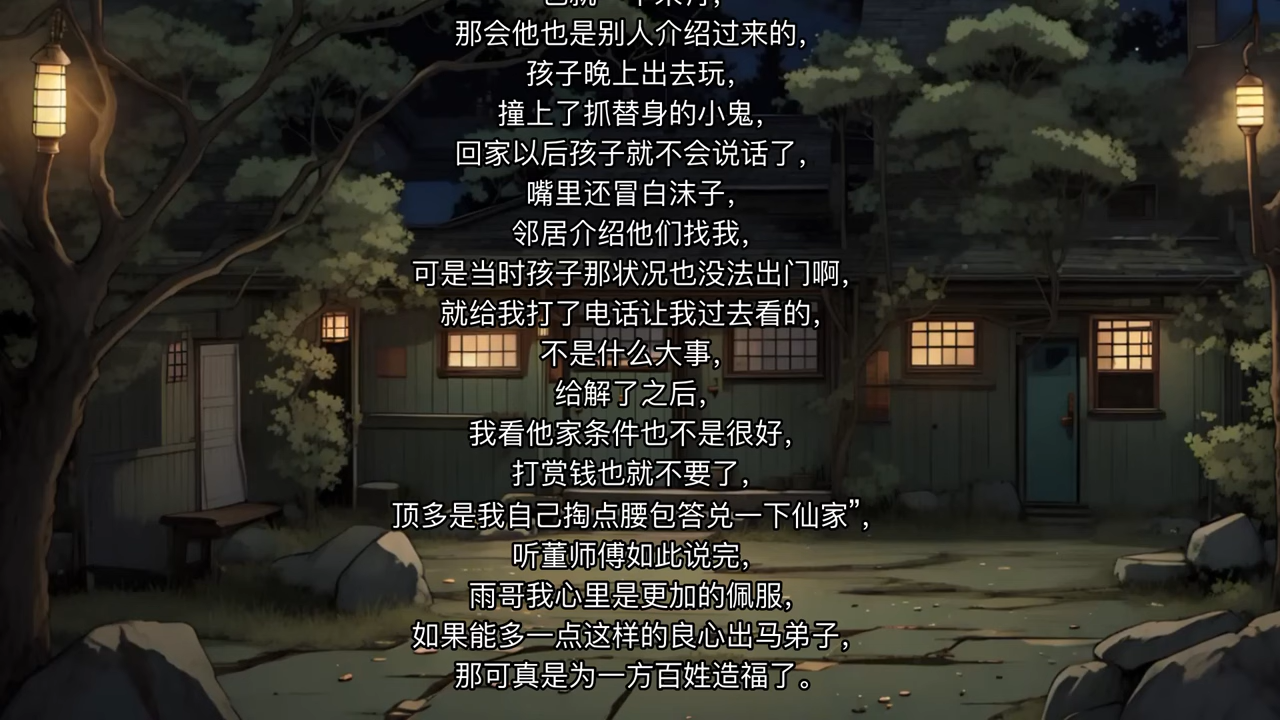 那会他也是别人介绍过来的，
孩子晚上出去玩，
撞上了抓替身的小鬼，
回家以后孩子就不会说话了，
嘴里还冒白沫子，
邻居介绍他们找我，
可是当时孩子那状况也没法出门啊，
就给我打了电话让我过去看的，
不是什么大事，
给解了之后，
我看他家条件也不是很好，
打赏钱也就不要了，
顶多是我自己掏点腰包答兑一下仙家”，
听董师傅如此说完，
雨哥我心里是更加的佩服，
如果能多一点这样的良心出马弟子，
那可真是为一方百姓造福了。